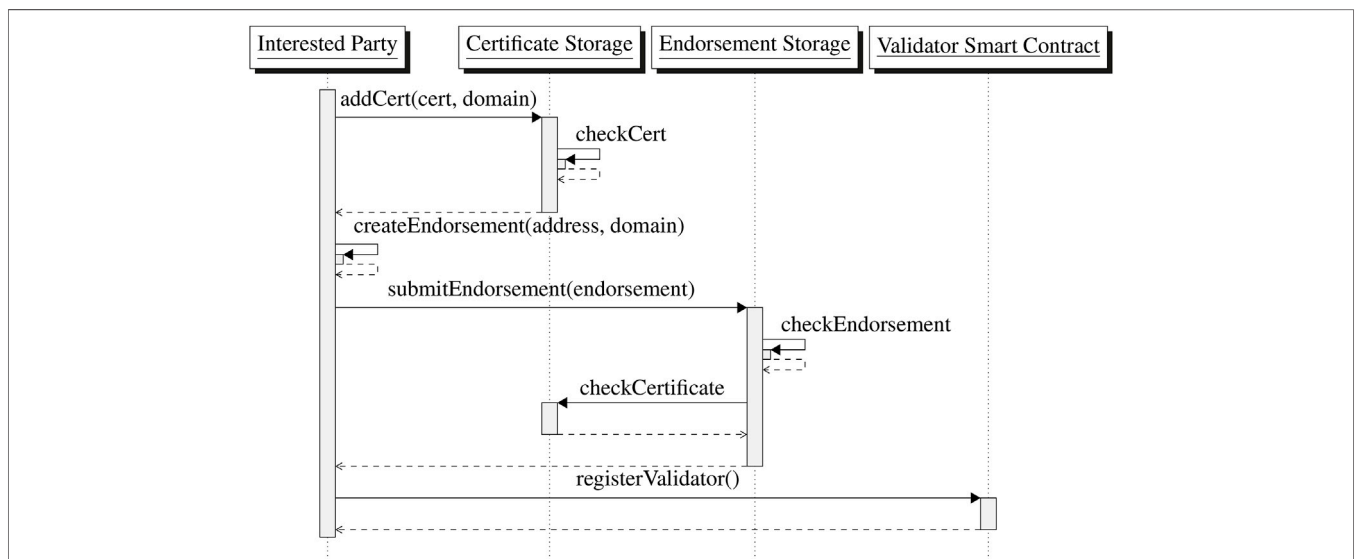 Interested Party
Certificate Storage
Endorsement Storage
Validator Smart Contract
addCert(cert, domain)
checkCert
createEndorsement(address, domain)
submitEndorsement(endorsement)
checkEndorsement
checkCertificate
registerValidator()